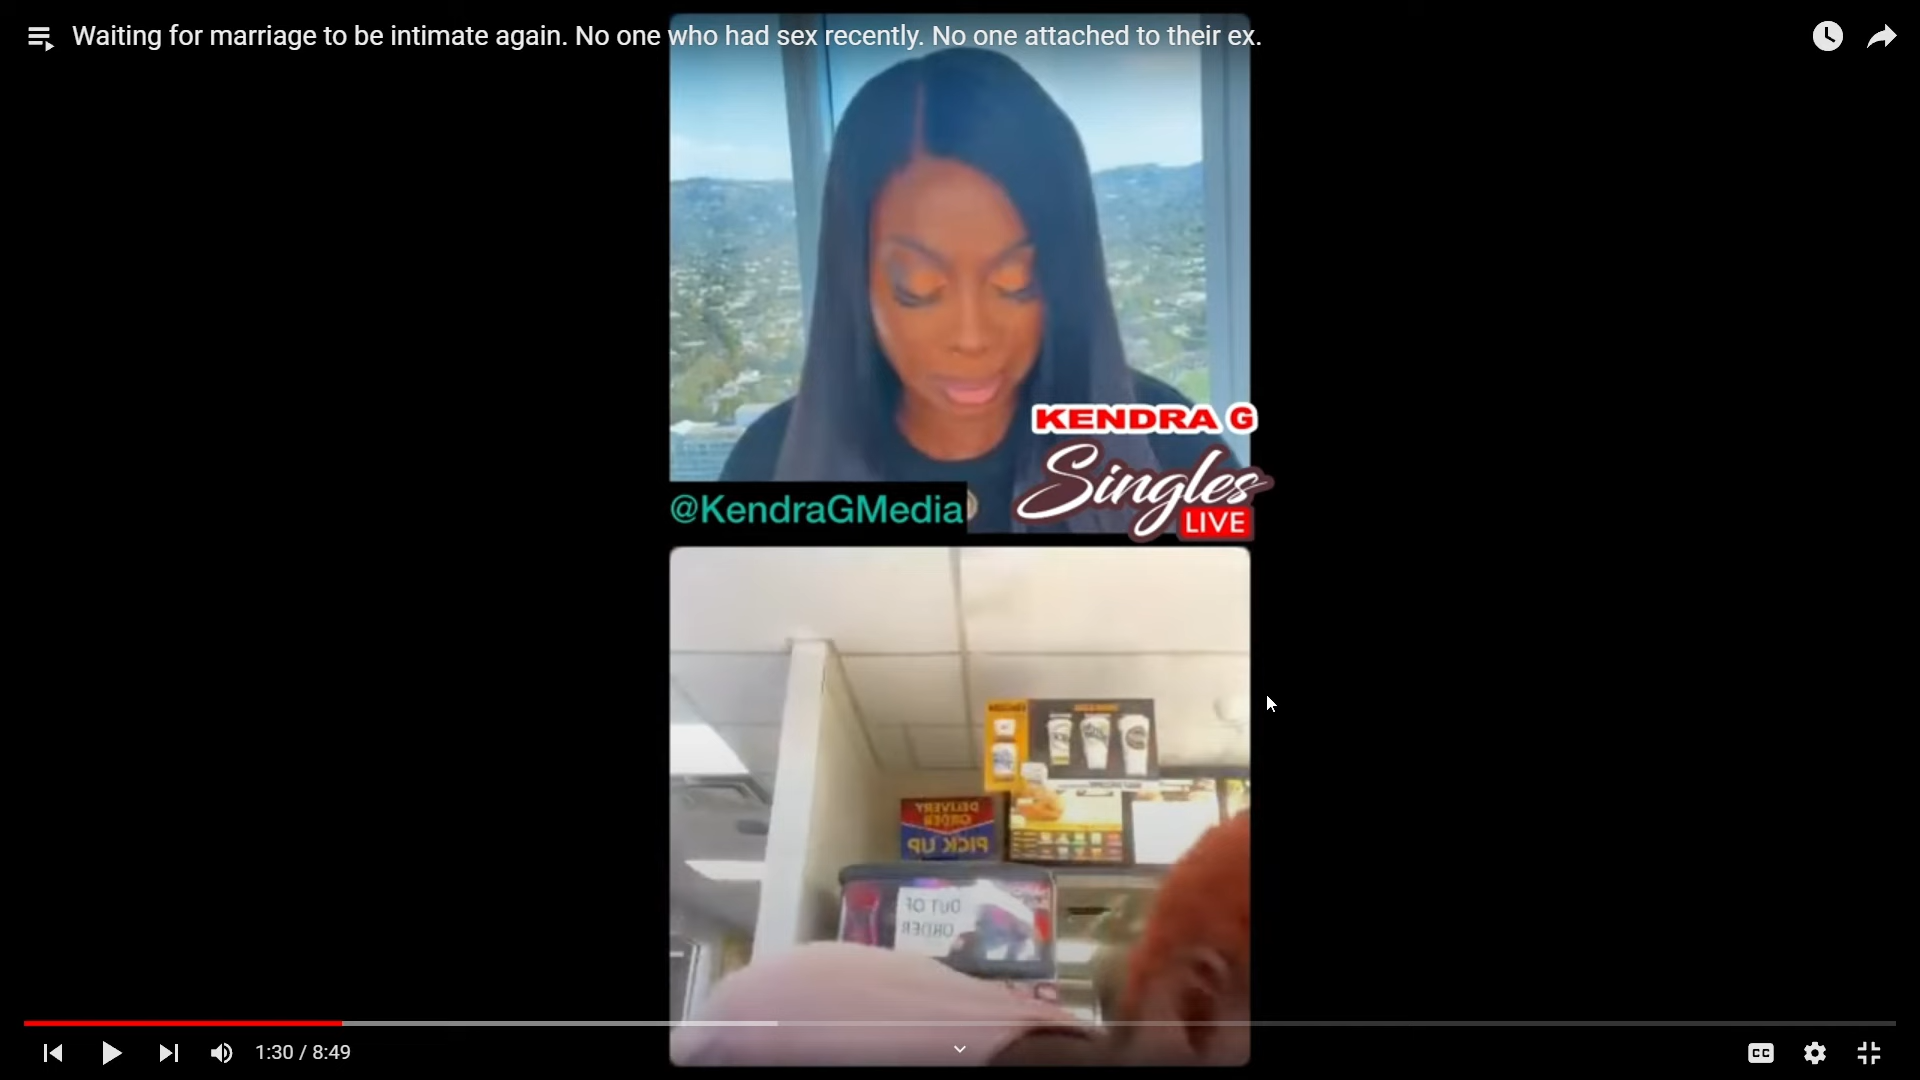 Waiting for marriage to be intimate again. No one who had sex recently. No one attached to their ex.
KENDRA G
Singles
LIVE
@KendraGMedia
DELIVERY
ORDER
PICK UP
OUT OF
ORDER
1:30 / 8:49
CC